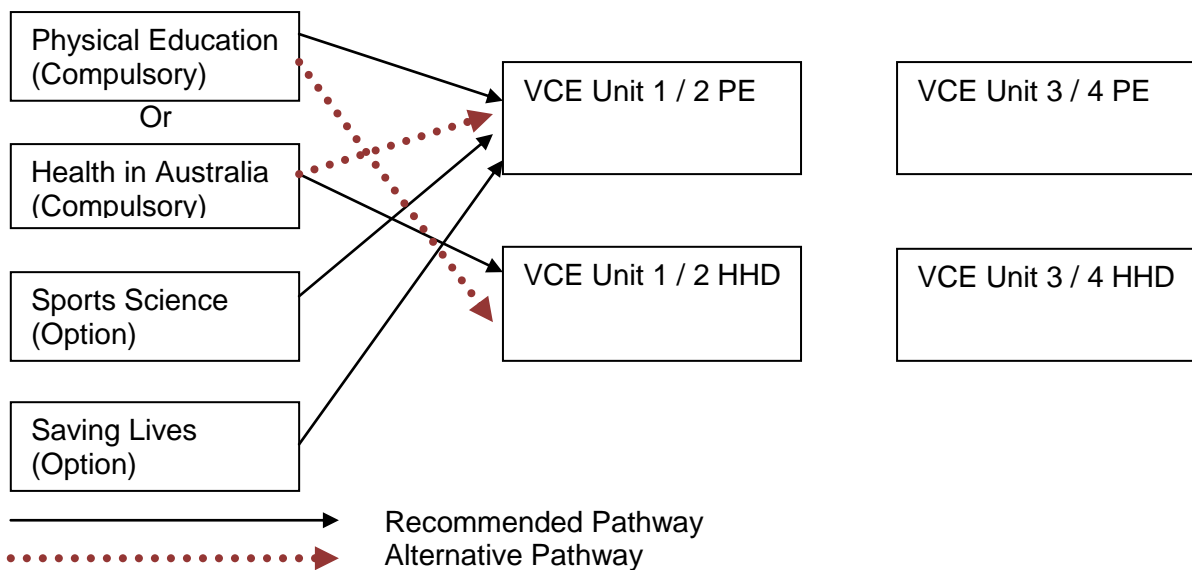 Physical Education
(Compulsory)
Or
Health in Australia
(Compulsory)
Sports Science
(Option)
Saving Lives
(Option)
VCE Unit 1 / 2 PE
VCE Unit 3 / 4 PE
VCE Unit 1 / 2 HHD
VCE Unit 3 / 4 HHD
Recommended Pathway
Alternative Pathway